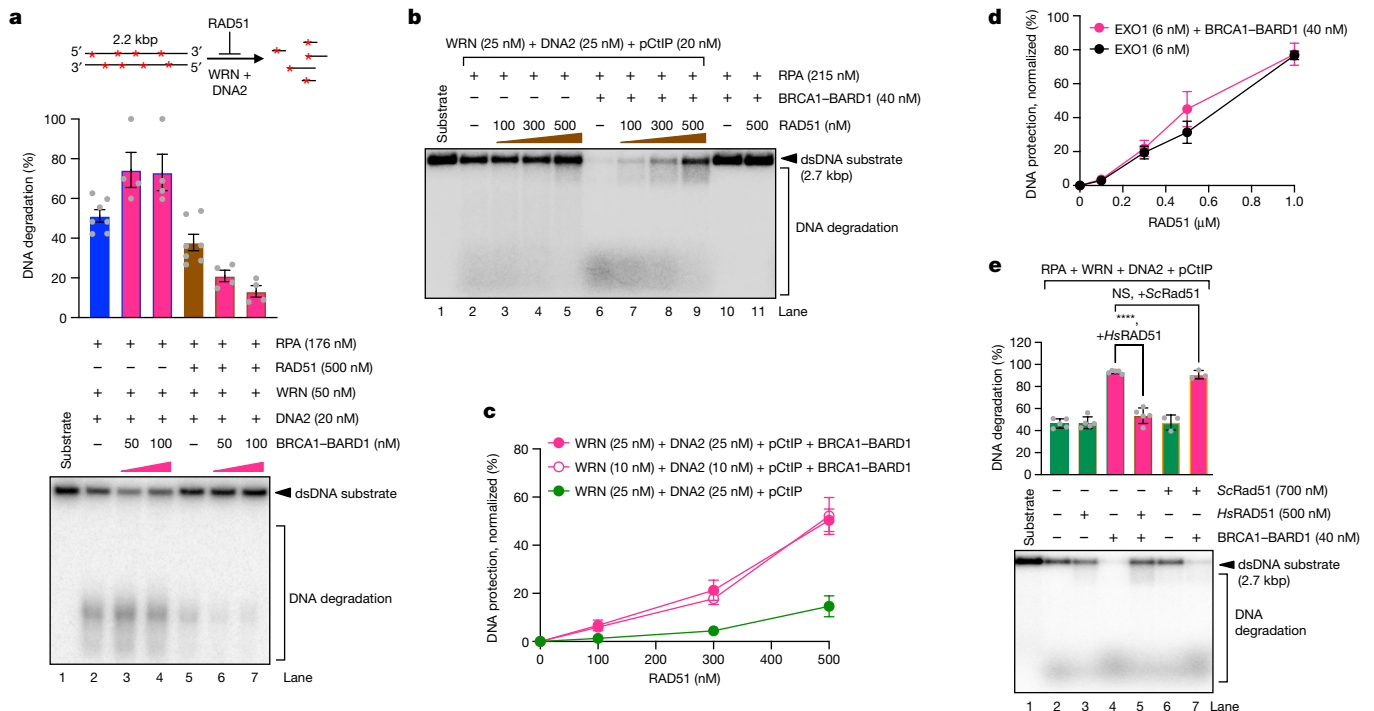 a
RAD51
2.2 kbp
5′ 3′
3′ 5′
WRN +
DNA2
DNA degradation (%)
100
80
60
40
20
0
+ + + + + + RPA (176 nM)
– – – + + + RAD51 (500 nM)
+ + + + + + WRN (50 nM)
+ + + + + + DNA2 (20 nM)
– 50 100 – 50 100 BRCA1–BARD1 (nM)
Substrate
dsDNA substrate
DNA degradation
1 2 3 4 5 6 7 Lane
b
WRN (25 nM) + DNA2 (25 nM) + pCtIP (20 nM)
+ + + + + + + + + + RPA (215 nM)
– – – – + + + + + + BRCA1–BARD1 (40 nM)
– 100 300 500 – 100 300 500 – 500 RAD51 (nM)
Substrate
dsDNA substrate
(2.7 kbp)
DNA degradation
1 2 3 4 5 6 7 8 9 10 11 Lane
c
WRN (25 nM) + DNA2 (25 nM) + pCtIP + BRCA1–BARD1
WRN (10 nM) + DNA2 (10 nM) + pCtIP + BRCA1–BARD1
WRN (25 nM) + DNA2 (25 nM) + pCtIP
DNA protection, normalized (%)
80
60
40
20
0
0 100 200 300 400 500
RAD51 (nM)
d
EXO1 (6 nM) + BRCA1–BARD1 (40 nM)
EXO1 (6 nM)
DNA protection, normalized (%)
100
80
60
40
20
0
0 0.2 0.4 0.6 0.8 1.0
RAD51 (μM)
e
RPA + WRN + DNA2 + pCtIP
NS, +ScRad51
****,
+HsRAD51
DNA degradation (%)
120
100
80
60
40
20
0
– – – – + + ScRad51 (700 nM)
– + – + – – HsRAD51 (500 nM)
– – + + – + BRCA1–BARD1 (40 nM)
Substrate
dsDNA substrate
(2.7 kbp)
DNA
degradation
1 2 3 4 5 6 7 Lane